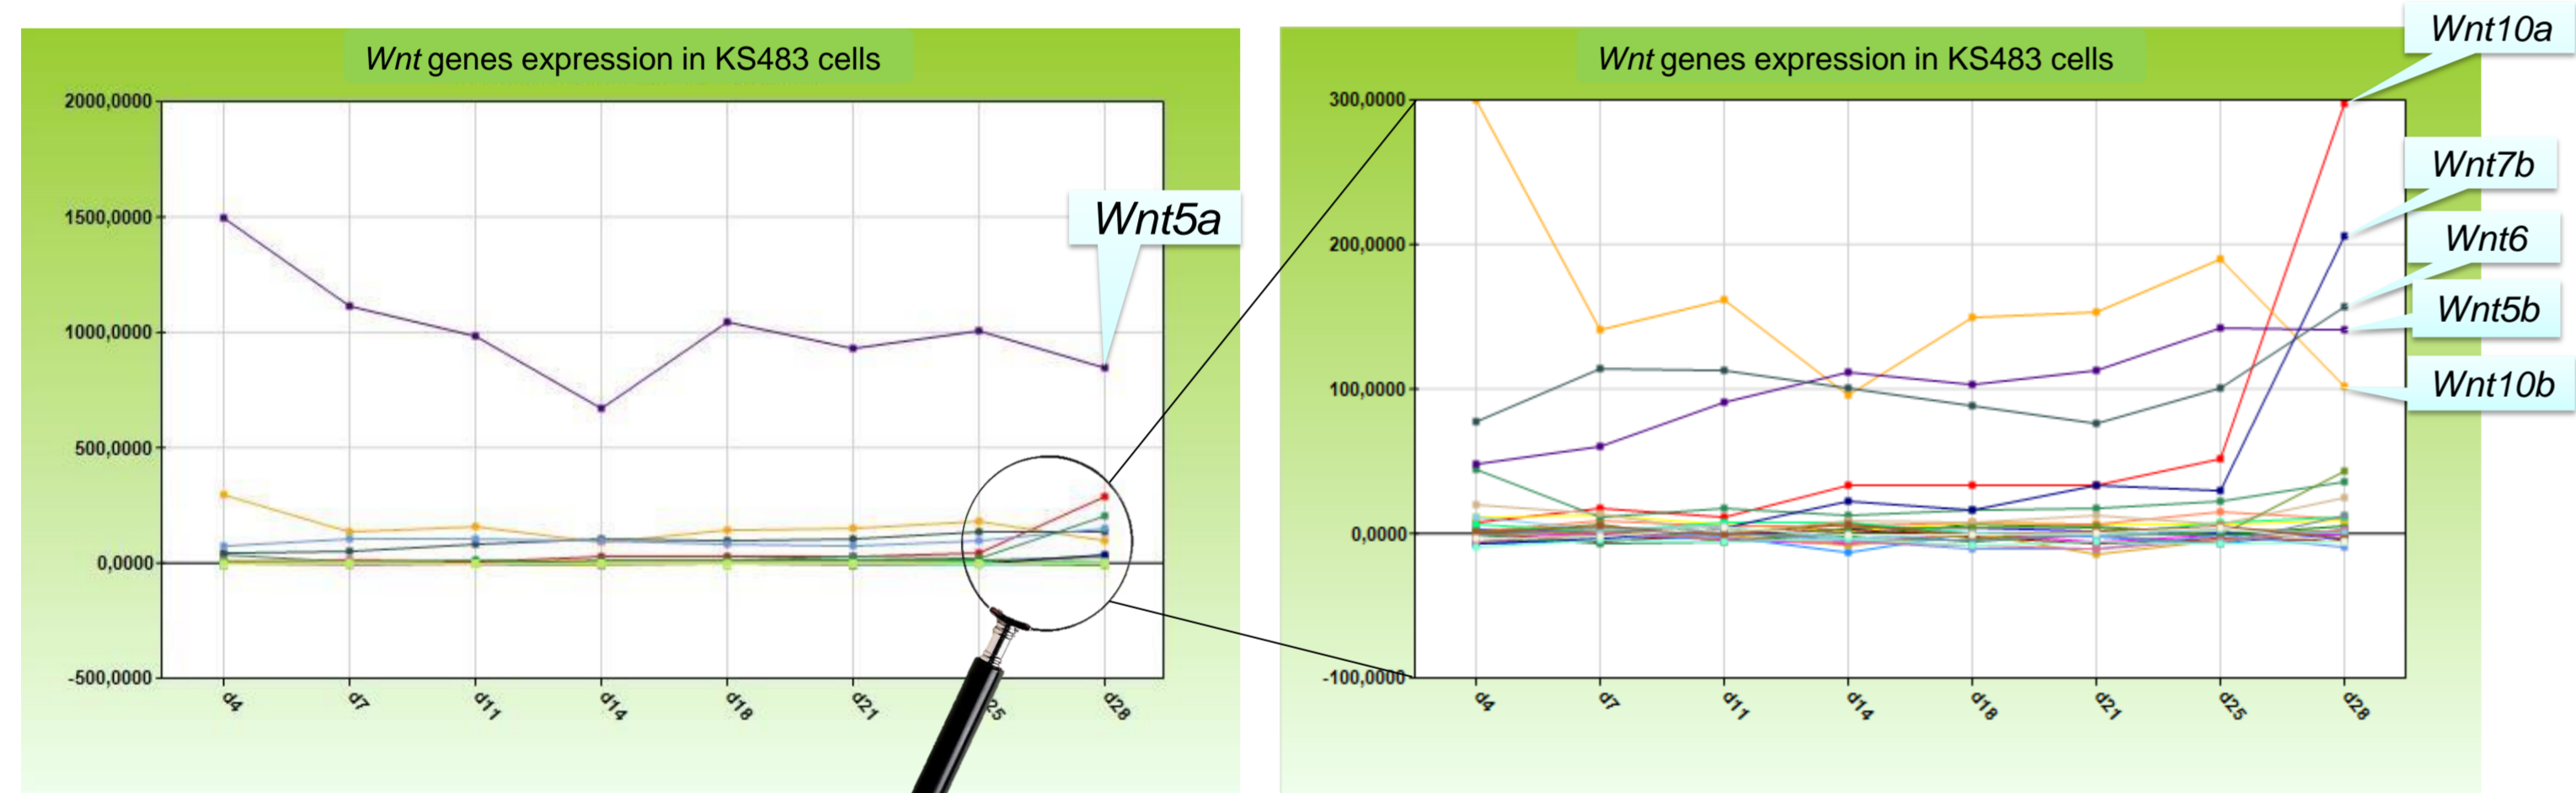 Wnt genes expression in KS483 cells
2000,0000
1500,0000
1000,0000
500,0000
0,0000
-500,0000
d4
d7
d11
d14
d18
d21
25
d28
Wnt5a
Wnt genes expression in KS483 cells
300,0000
200,0000
100,0000
0,0000
-100,0000
d4
d7
d11
d14
d18
d21
d25
d28
Wnt10a
Wnt7b
Wnt6
Wnt5b
Wnt10b